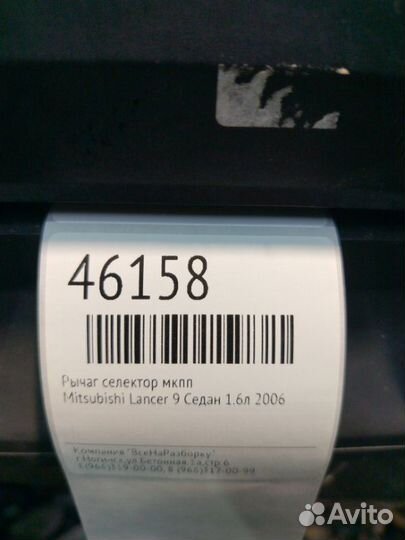 46158
Рычаг селектор мкпп
Mitsubishi Lancer 9 Седан 1.6л 2006
Компания "ВсеНаРазборку"
г.Ногинск,ул.Бетонная,1а,стр.6
Avito